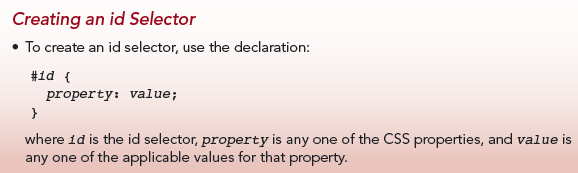 Creating an id Selector
• To create an id selector, use the declaration:
#id {
property: value;
}
where id is the id selector, property is any one of the CSS properties, and value is
any one of the applicable values for that property.